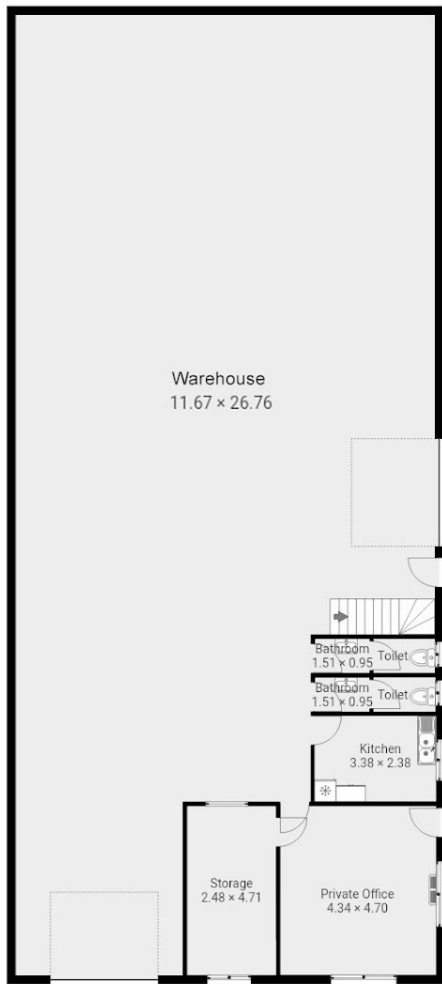 Warehouse
11.67 × 26.76
Bathroom
1.51 × 0.95
Toilet
Bathroom
1.51 × 0.95
Toilet
Kitchen
3.38 × 2.38
Storage
2.48 × 4.71
Private Office
4.34 × 4.70